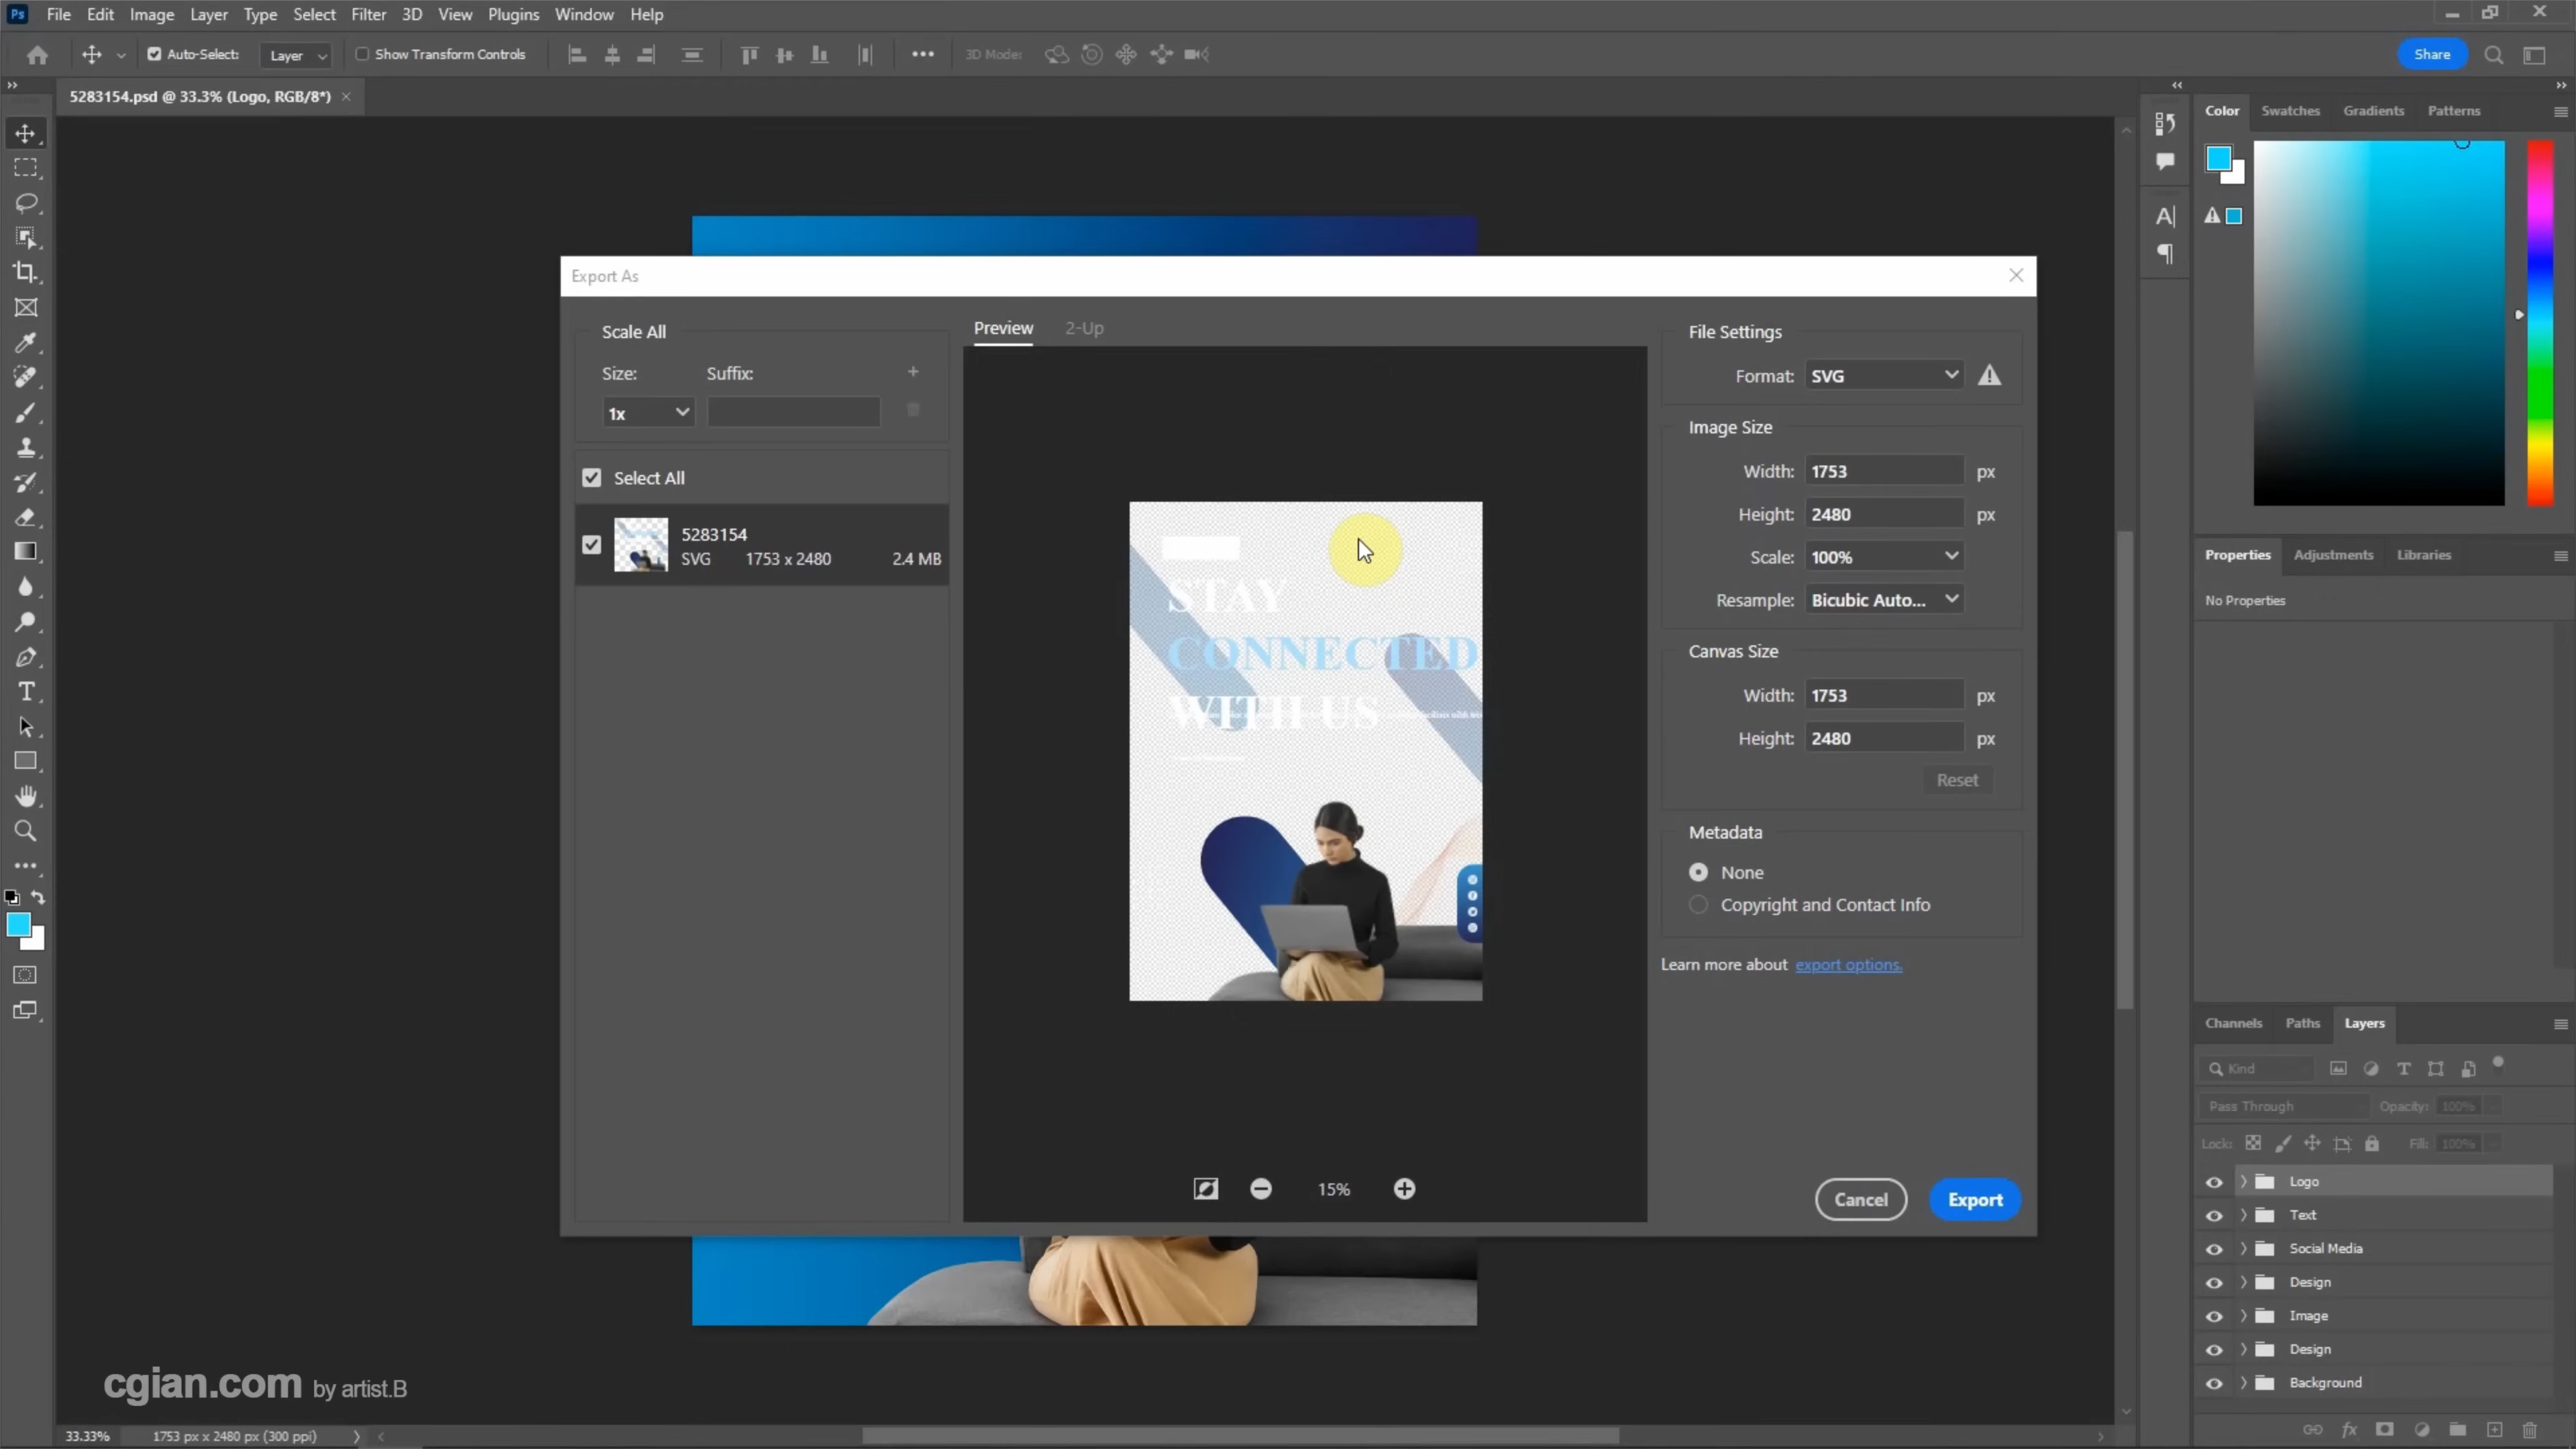 Ps File Edit Image Layer Type Select Filter 3D View Plugins Window Help
Auto-Select: Layer Show Transform Controls 3D Mode: Share
5283154.psd @ 33.3% (Logo, RGB/8*)
Color Swatches Gradients Patterns
Export As
Scale All
Size: Suffix:
1x
Select All
5283154
SVG 1753 x 2480 2.4 MB
Preview 2-Up
STAY
CONNECTED
WITH US
15%
File Settings
Format: SVG
Image Size
Width: 1753 px
Height: 2480 px
Scale: 100%
Resample: Bicubic Auto...
Canvas Size
Width: 1753 px
Height: 2480 px
Reset
Metadata
None
Copyright and Contact Info
Learn more about export options.
Cancel Export
Properties Adjustments Libraries
No Properties
Channels Paths Layers
Kind
Pass Through Opacity: 100%
Lock: Fill: 100%
Logo
Text
Social Media
Design
Image
Design
Background
cgian.com by artist.B
33.33% 1753 px x 2480 px (300 ppi)